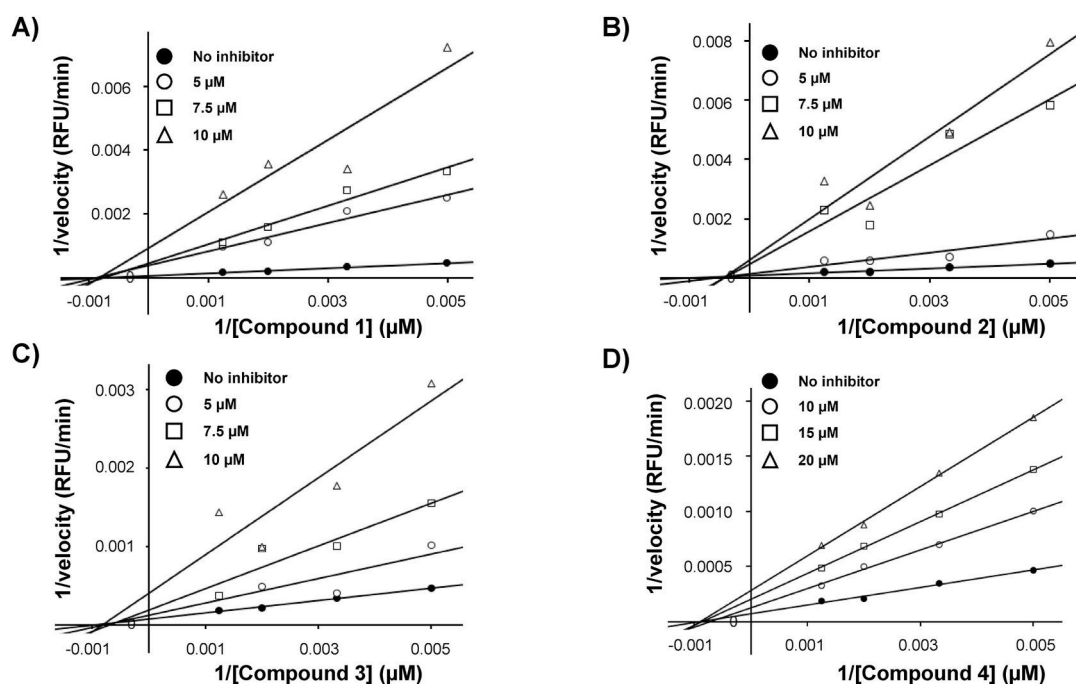 A)
1/velocity (RFU/min)
No inhibitor
5 µM
7.5 µM
10 µM
0.006
0.004
0.002
0
-0.001
0.001
0.003
0.005
1/[Compound 1] (µM)
B)
1/velocity (RFU/min)
No inhibitor
5 µM
7.5 µM
10 µM
0.008
0.006
0.004
0.002
0
-0.001
0.001
0.003
0.005
1/[Compound 2] (µM)
C)
1/velocity (RFU/min)
No inhibitor
5 µM
7.5 µM
10 µM
0.003
0.002
0.001
0
-0.001
0.001
0.003
0.005
1/[Compound 3] (µM)
D)
1/velocity (RFU/min)
No inhibitor
10 µM
15 µM
20 µM
0.0020
0.0015
0.0010
0.0005
0
-0.001
0.001
0.003
0.005
1/[Compound 4] (µM)